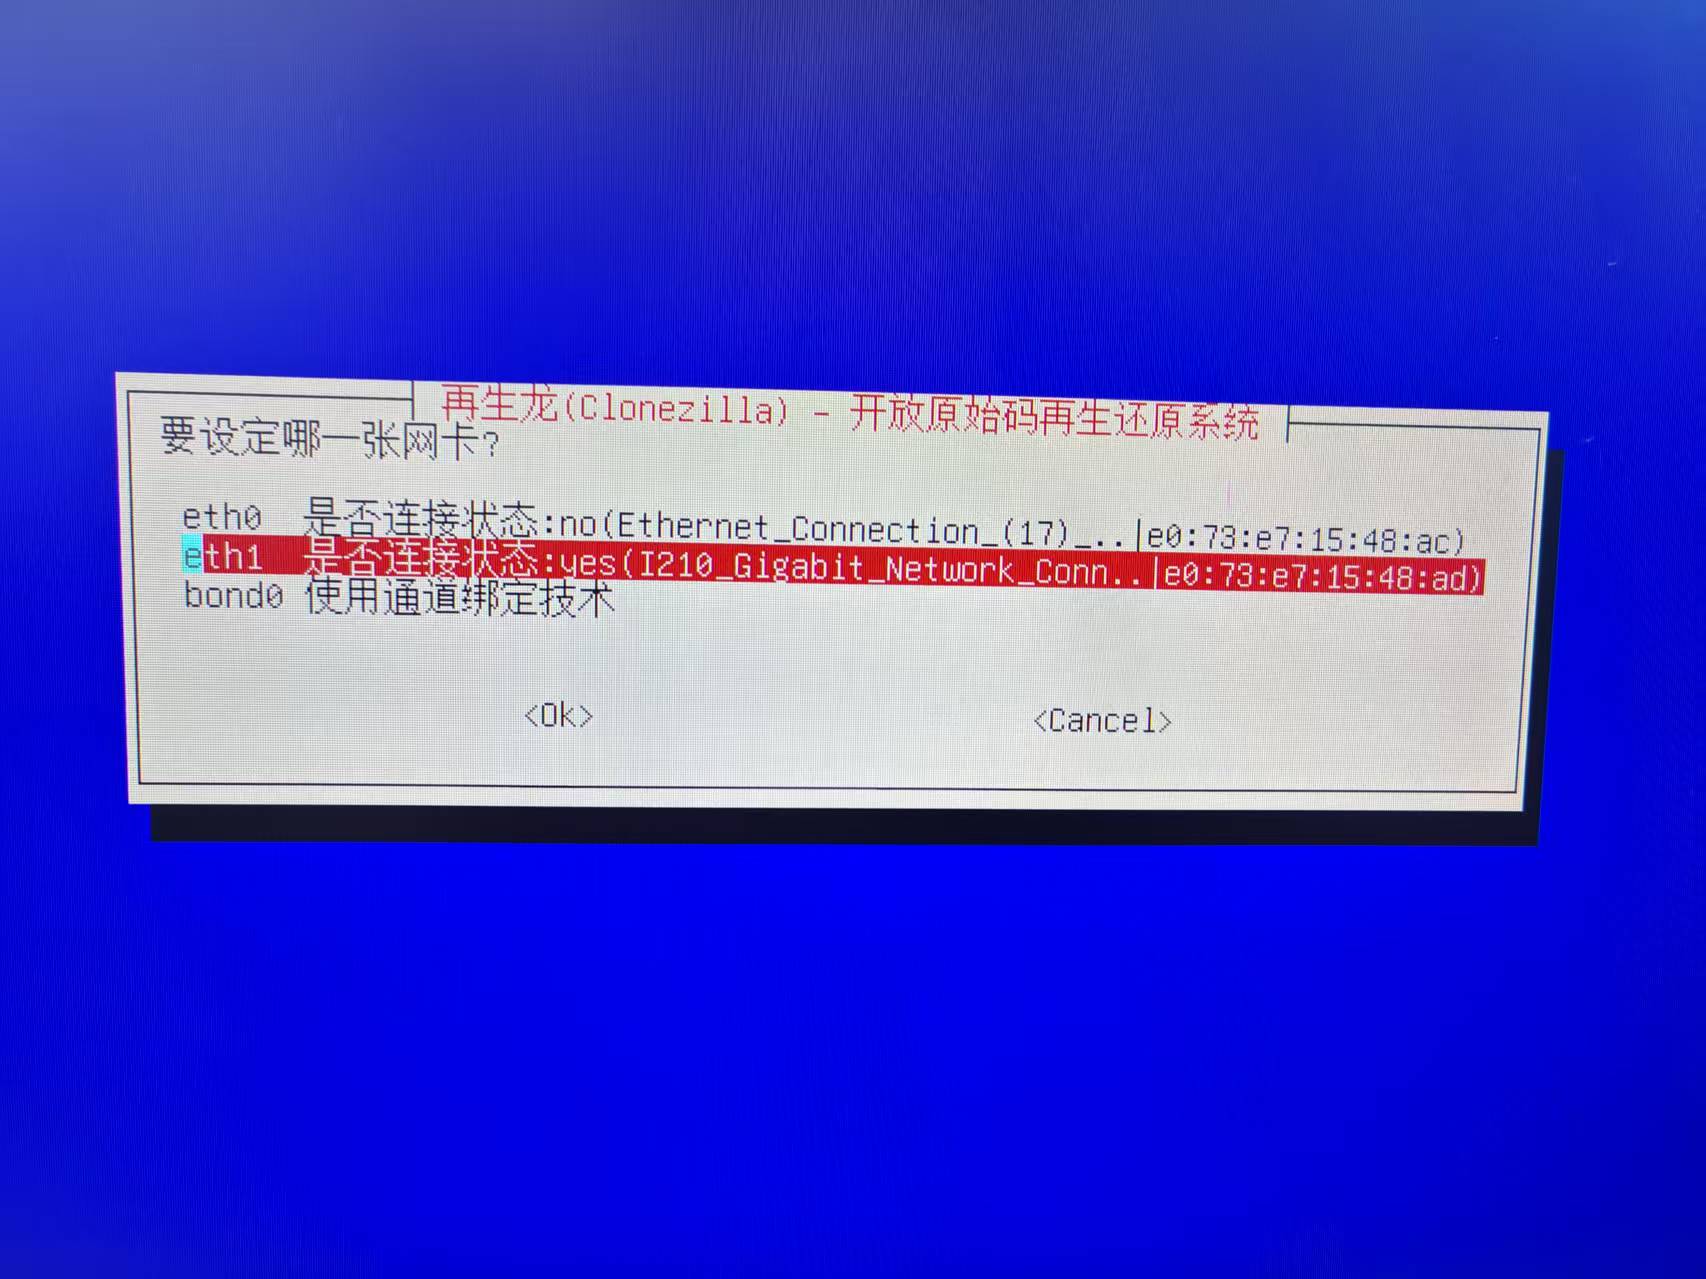 再生龙(Clonezilla) - 开放原始码再生还原系统
要设定哪一张网卡?
eth0 是否连接状态:no(Ethernet_Connection_(17)_..|e0:73:e7:15:48:ac)
eth1 是否连接状态:yes(I210_Gigabit_Network_Conn..|e0:73:e7:15:48:ad)
bond0 使用通道绑定技术
<Ok> <Cancel>